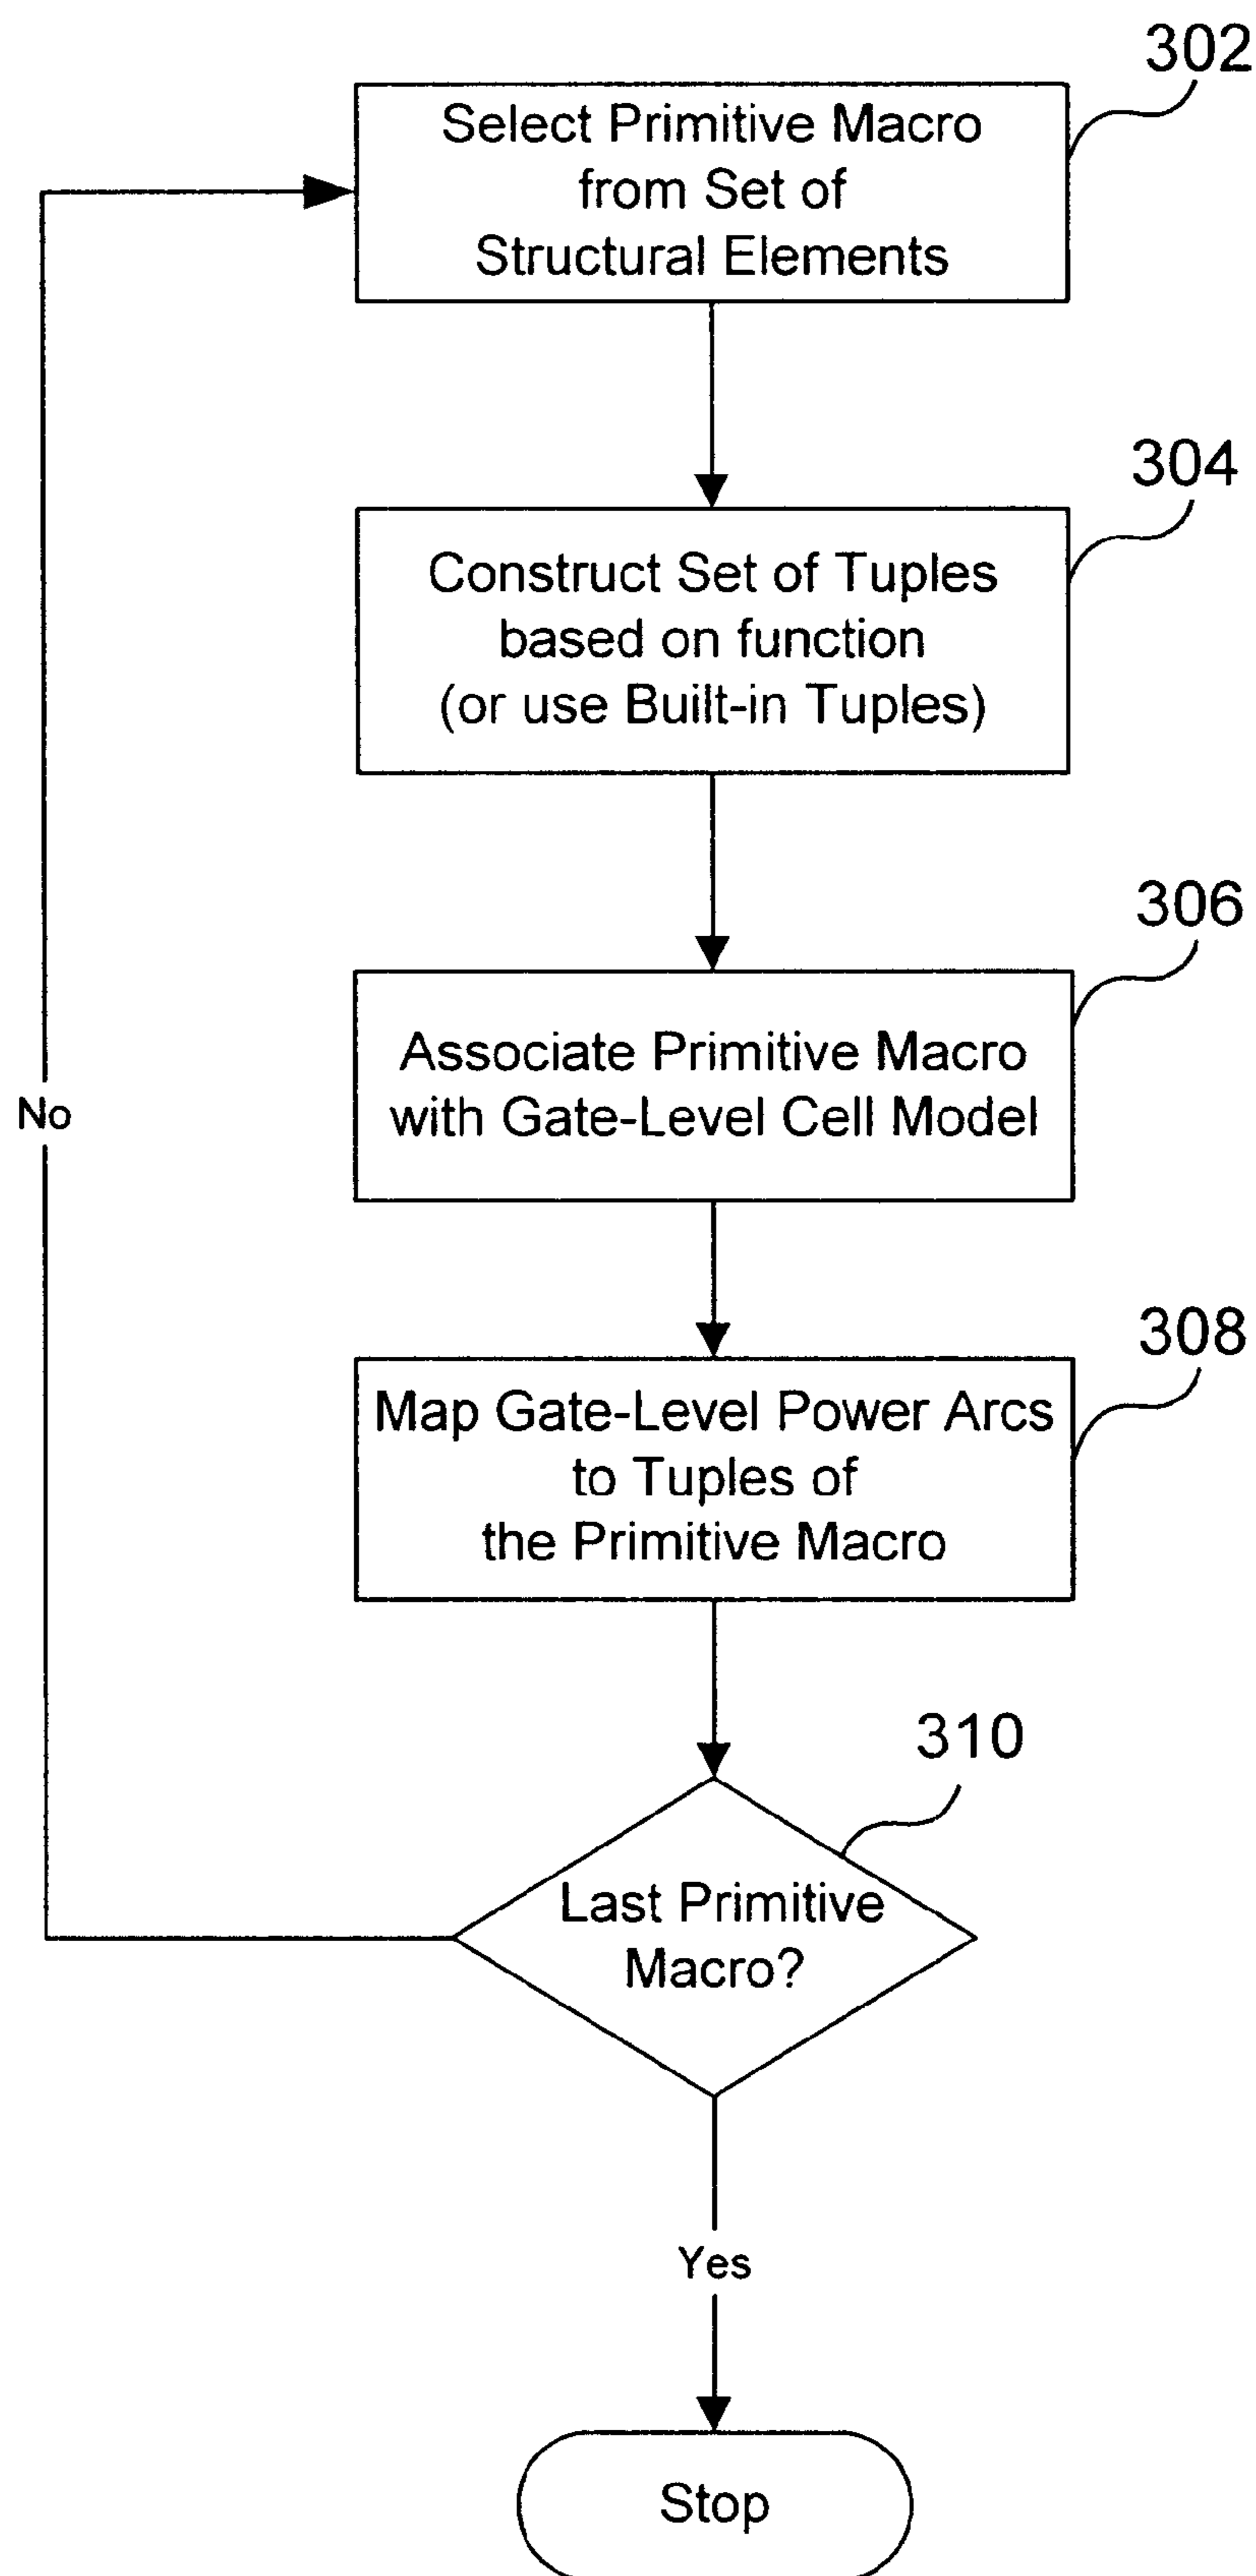 302
Select Primitive Macro
from Set of
Structural Elements
304
Construct Set of Tuples
based on function
(or use Built-in Tuples)
306
Associate Primitive Macro
with Gate-Level Cell Model
No
308
Map Gate-Level Power Arcs
to Tuples of
the Primitive Macro
310
Last Primitive
Macro?
Yes
Stop